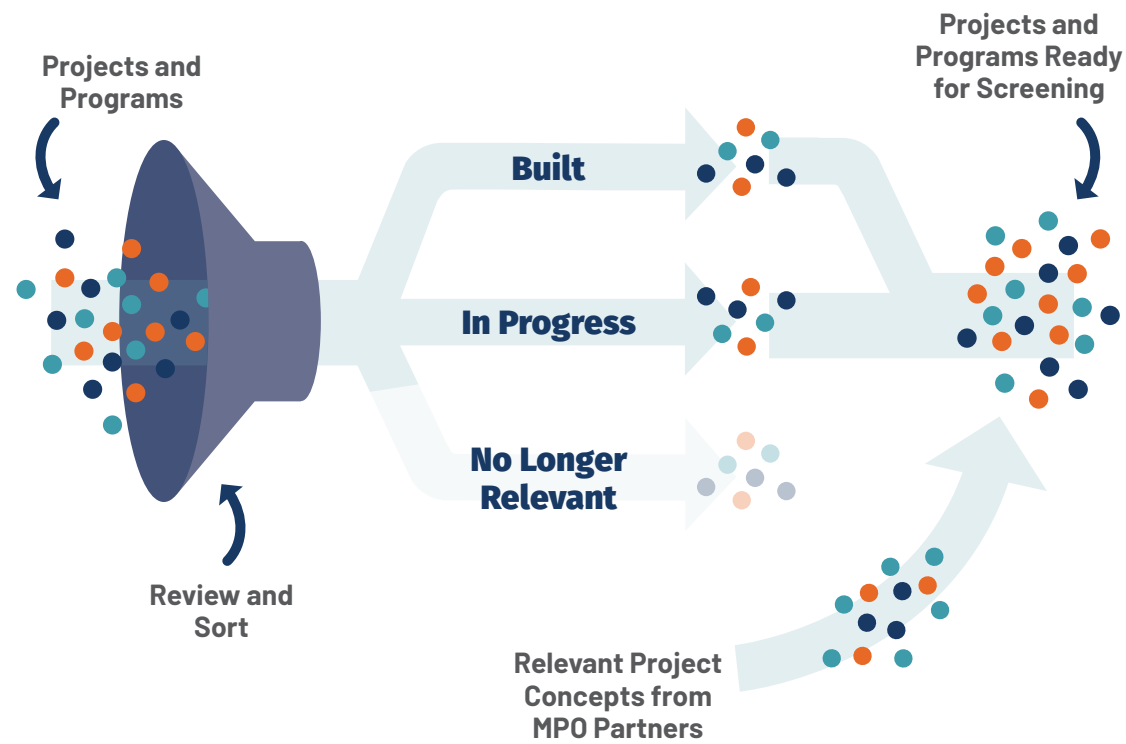 Projects and
Programs
Projects and
Programs Ready
for Screening
Built
In Progress
No Longer
Relevant
Review and
Sort
Relevant Project
Concepts from
MPO Partners